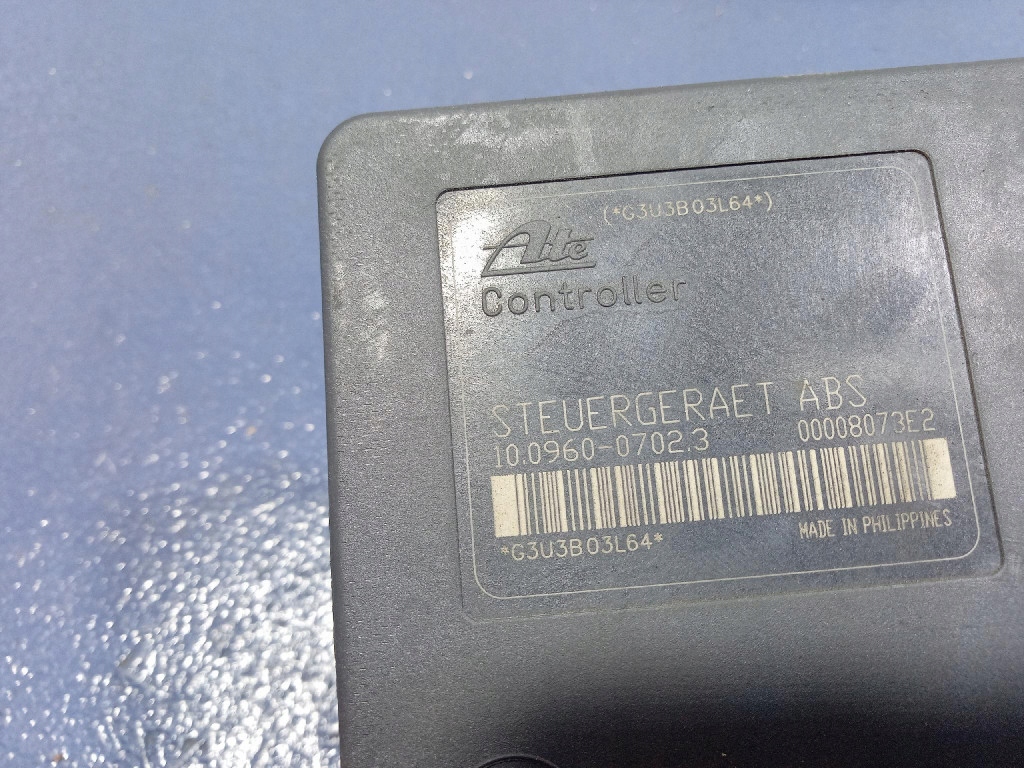 (*G3U3B03L64*)
Ate
Controller
STEUERGERAET ABS
10.0960-0702.3 00008073E2
*G3U3B03L64*
MADE IN PHILIPPINES